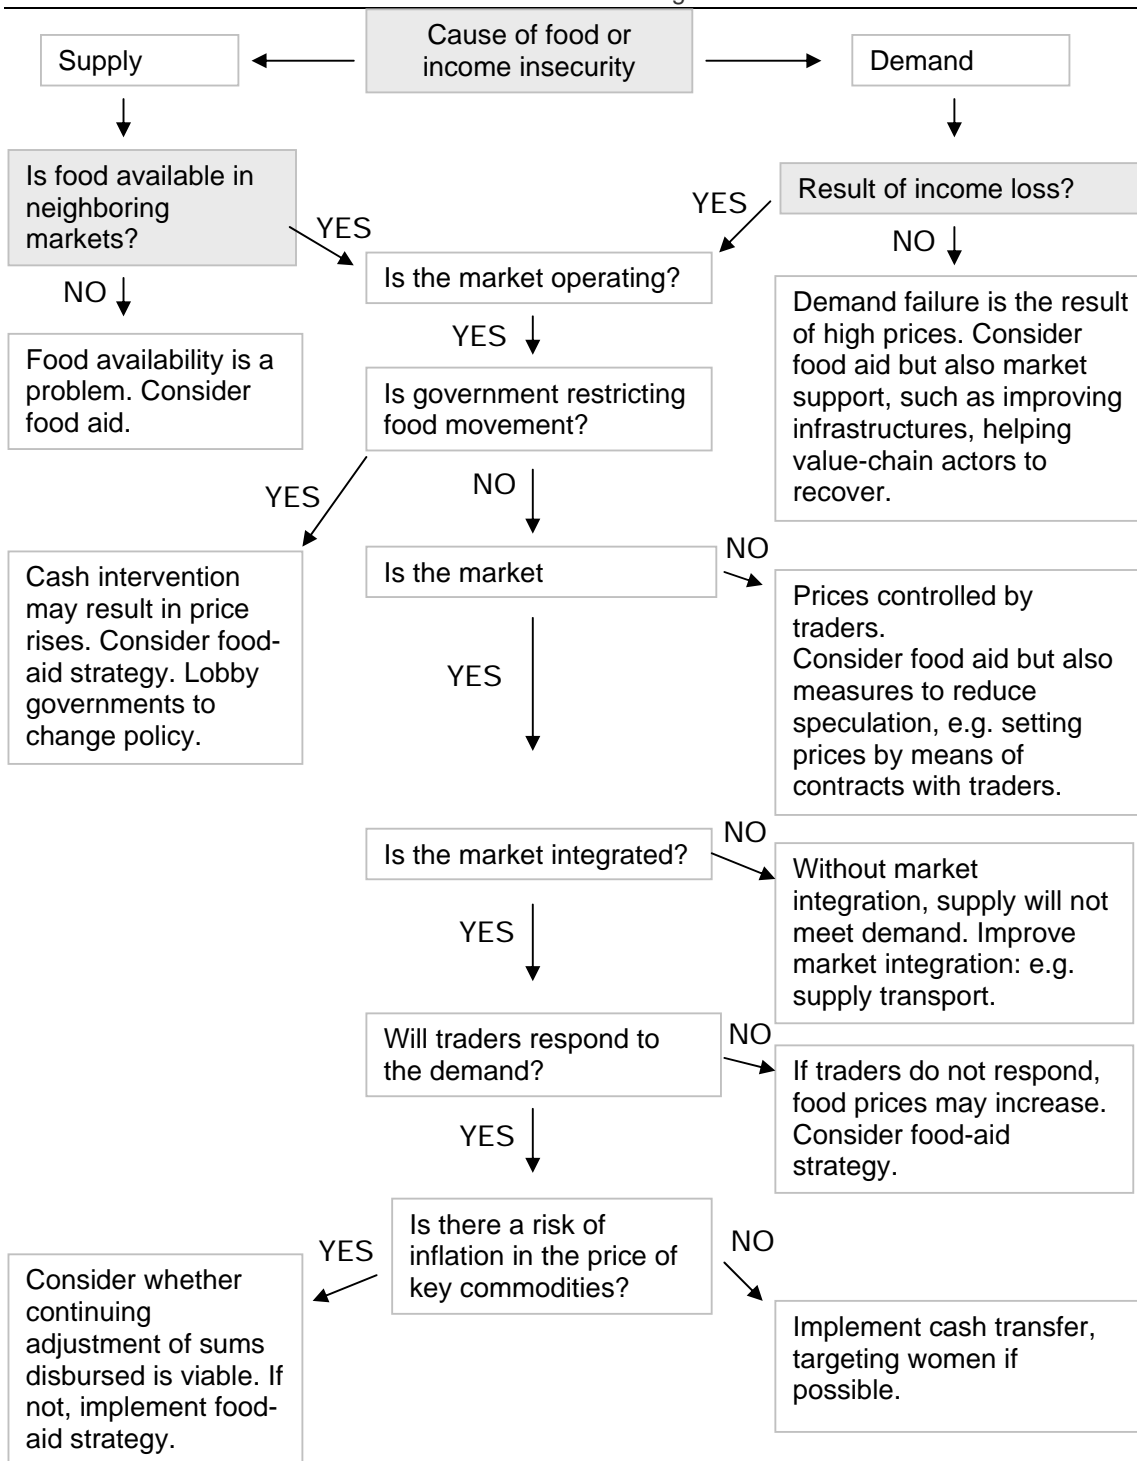 Cause of food or
income insecurity
Supply
Demand
Is food available in
neighboring
markets?
YES
NO
Food availability is a
problem. Consider
food aid.
Result of income loss?
YES
NO
Demand failure is the result
of high prices. Consider
food aid but also market
support, such as improving
infrastructures, helping
value-chain actors to
recover.
Is the market operating?
YES
Is government restricting
food movement?
YES
NO
Cash intervention
may result in price
rises. Consider food-
aid strategy. Lobby
governments to
change policy.
Is the market
NO
YES
Prices controlled by
traders.
Consider food aid but also
measures to reduce
speculation, e.g. setting
prices by means of
contracts with traders.
Is the market integrated?
NO
YES
Without market
integration, supply will not
meet demand. Improve
market integration: e.g.
supply transport.
Will traders respond to
the demand?
NO
YES
If traders do not respond,
food prices may increase.
Consider food-aid
strategy.
Is there a risk of
inflation in the price of
key commodities?
YES
NO
Consider whether
continuing
adjustment of sums
disbursed is viable. If
not, implement food-
aid strategy.
Implement cash transfer,
targeting women if
possible.